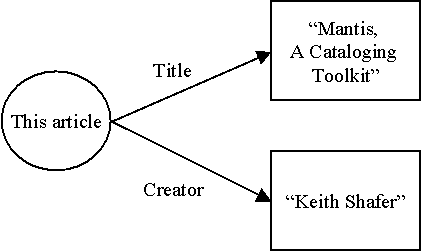 “Mantis,
A Cataloging
Toolkit”
Title
This article
Creator
“Keith Shafer”